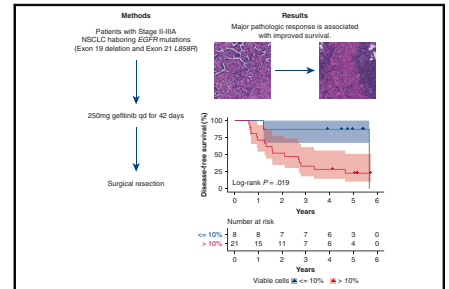 Methods
Patients with Stage II-IIIA
NSCLC haboring EGFR mutations
(Exon 19 deletion and Exon 21 L858R)
250mg gefitinib qd for 42 days
Surgical resection
Results
Major pathologic response is associated
with improved survival.
Disease-free survival (%)
100
75
50
25
0
Log-rank P = .019
0 1 2 3 4 5 6
Years
Number at risk
<= 10% 8 8 7 7 6 3 0
> 10% 21 15 11 7 6 4 0
0 1 2 3 4 5 6
Years
Viable cells <= 10% > 10%